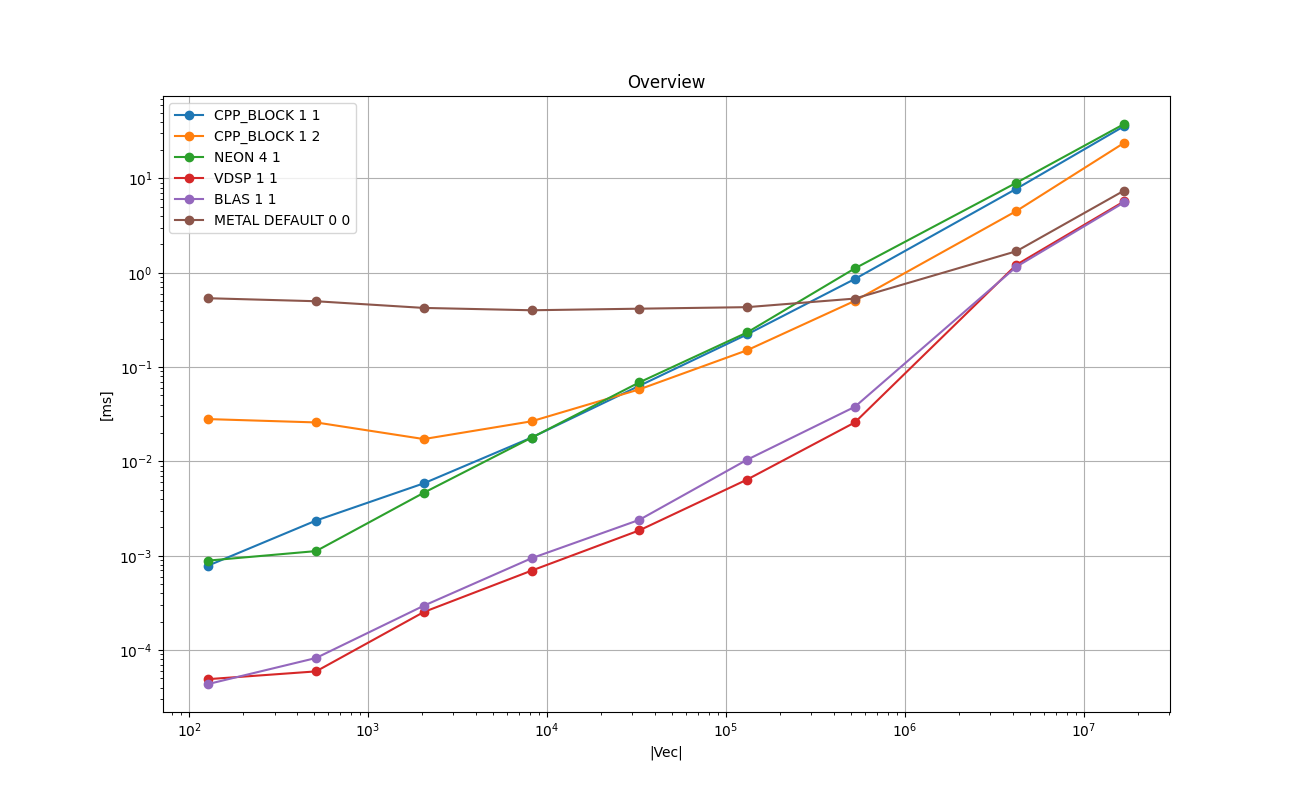 Overview
CPP_BLOCK 1 1
CPP_BLOCK 1 2
NEON 4 1
VDSP 1 1
BLAS 1 1
METAL DEFAULT 0 0
10¹
10⁰
10⁻¹
10⁻²
10⁻³
10⁻⁴
[ms]
10² 10³ 10⁴ 10⁵ 10⁶ 10⁷
|Vec|